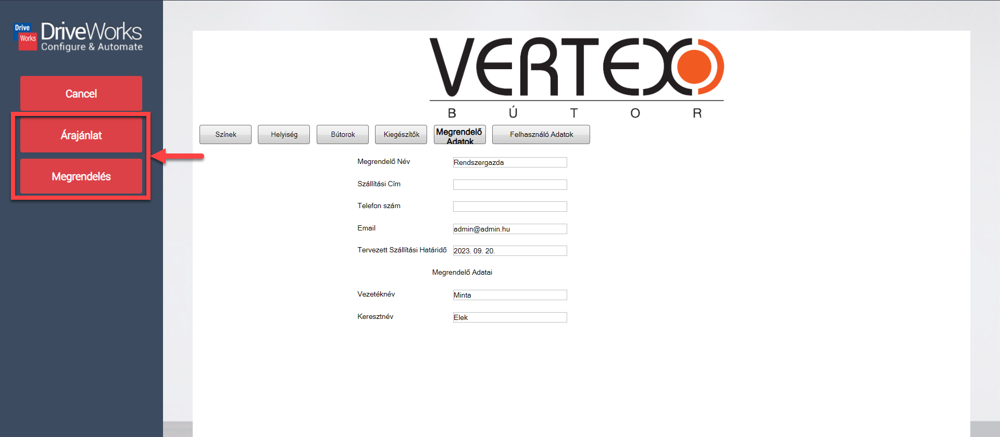 Drive
Works
DriveWorks
Configure & Automate
Cancel
Árajánlat
Megrendelés
VERTEX
BÚTOR
Színek
Helyiség
Bútorok
Kiegészítők
Megrendelő
Adatok
Felhasználó Adatok
Megrendelő Név
Rendszergazda
Szállítási Cím
Telefon szám
Email
admin@admin.hu
Tervezett Szállítási Határidő
2023. 09. 20.
Megrendelő Adatai
Vezetéknév
Minta
Keresztnév
Elek